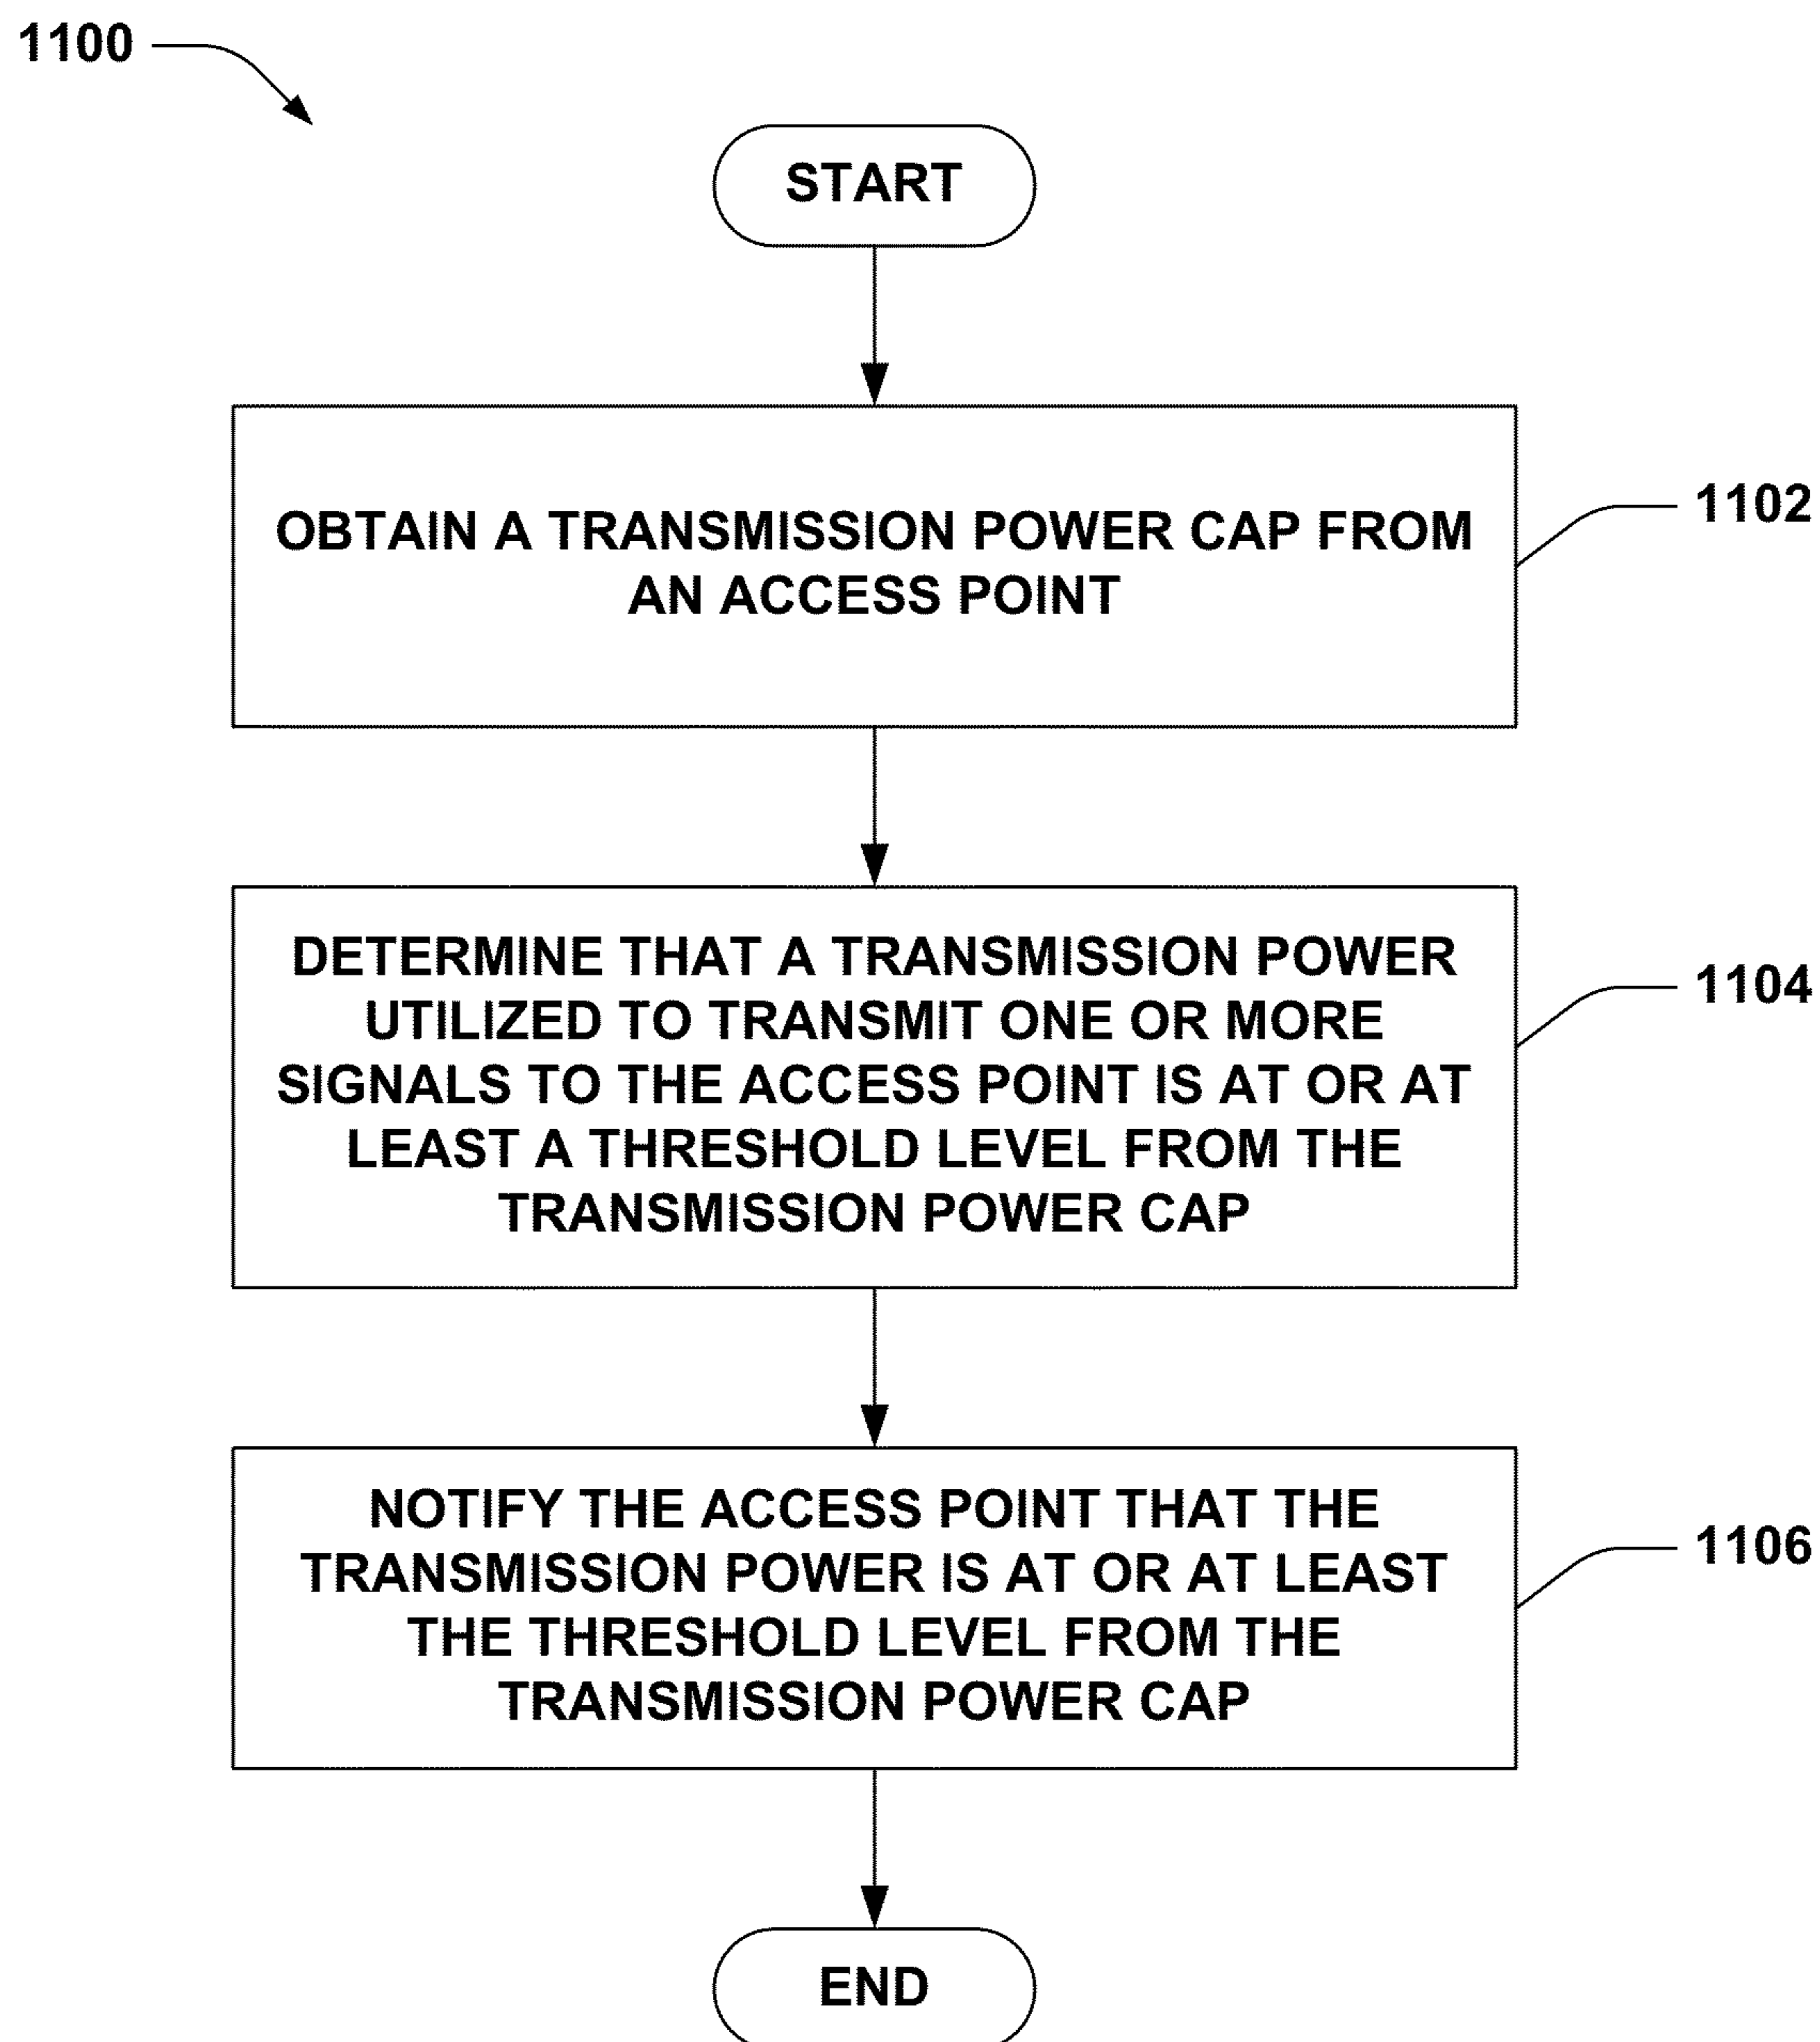 1100
START
OBTAIN A TRANSMISSION POWER CAP FROM
AN ACCESS POINT
1102
DETERMINE THAT A TRANSMISSION POWER
UTILIZED TO TRANSMIT ONE OR MORE
SIGNALS TO THE ACCESS POINT IS AT OR AT
LEAST A THRESHOLD LEVEL FROM THE
TRANSMISSION POWER CAP
1104
NOTIFY THE ACCESS POINT THAT THE
TRANSMISSION POWER IS AT OR AT LEAST
THE THRESHOLD LEVEL FROM THE
TRANSMISSION POWER CAP
1106
END